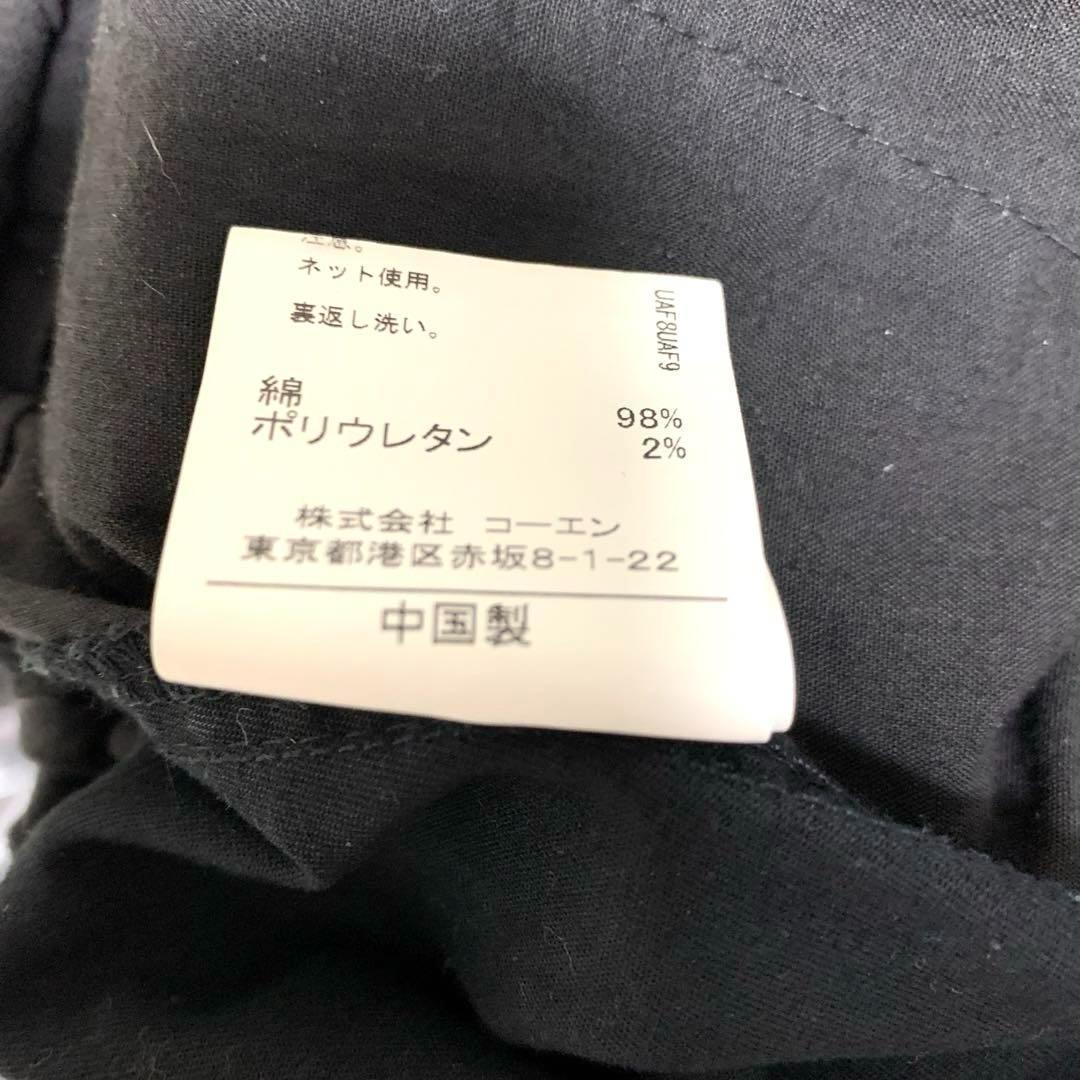 注意。
ネット使用。
裏返し洗い。
UAF8UAF9
綿 98%
ポリウレタン 2%
株式会社 コーエン
東京都港区赤坂8-1-22
中国製